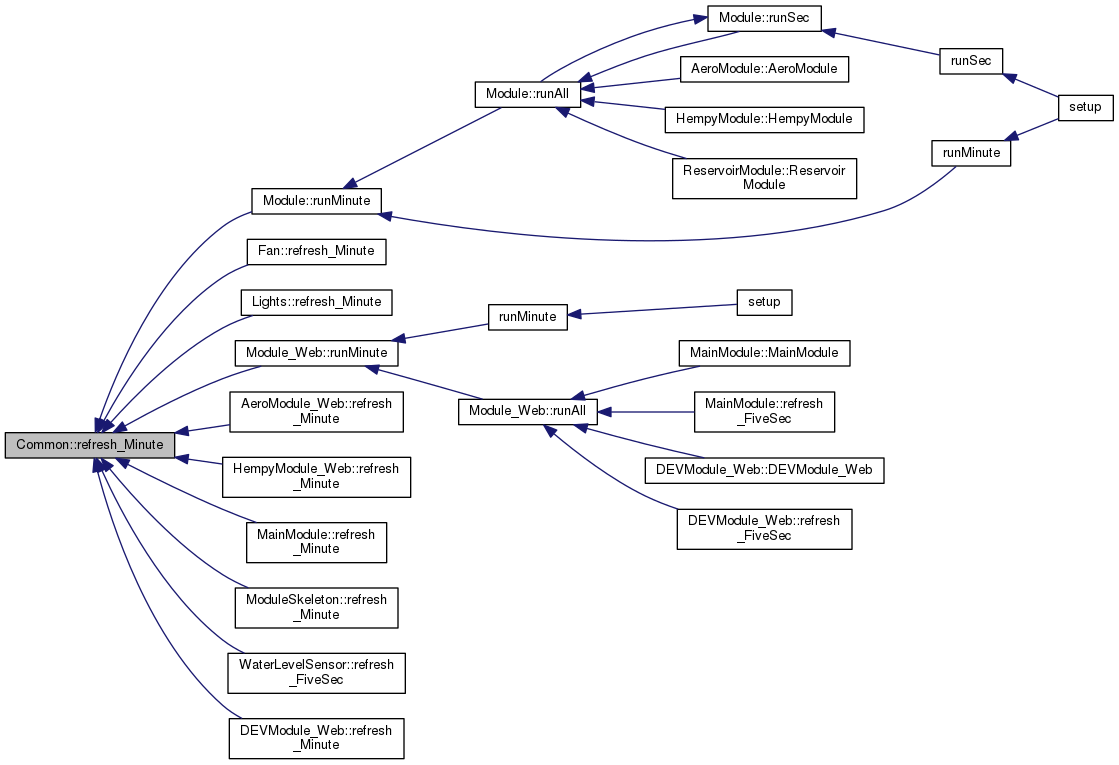 Module::runSec
runSec
AeroModule::AeroModule
Module::runAll
setup
HempyModule::HempyModule
runMinute
ReservoirModule::Reservoir
Module
Module::runMinute
Fan::refresh_Minute
Lights::refresh_Minute
setup
runMinute
Module_Web::runMinute
MainModule::MainModule
AeroModule_Web::refresh
_Minute
Module_Web::runAll
MainModule::refresh
_FiveSec
Common::refresh_Minute
HempyModule_Web::refresh
_Minute
DEVModule_Web::DEVModule_Web
MainModule::refresh
_Minute
DEVModule_Web::refresh
_FiveSec
ModuleSkeleton::refresh
_Minute
WaterLevelSensor::refresh
_FiveSec
DEVModule_Web::refresh
_Minute